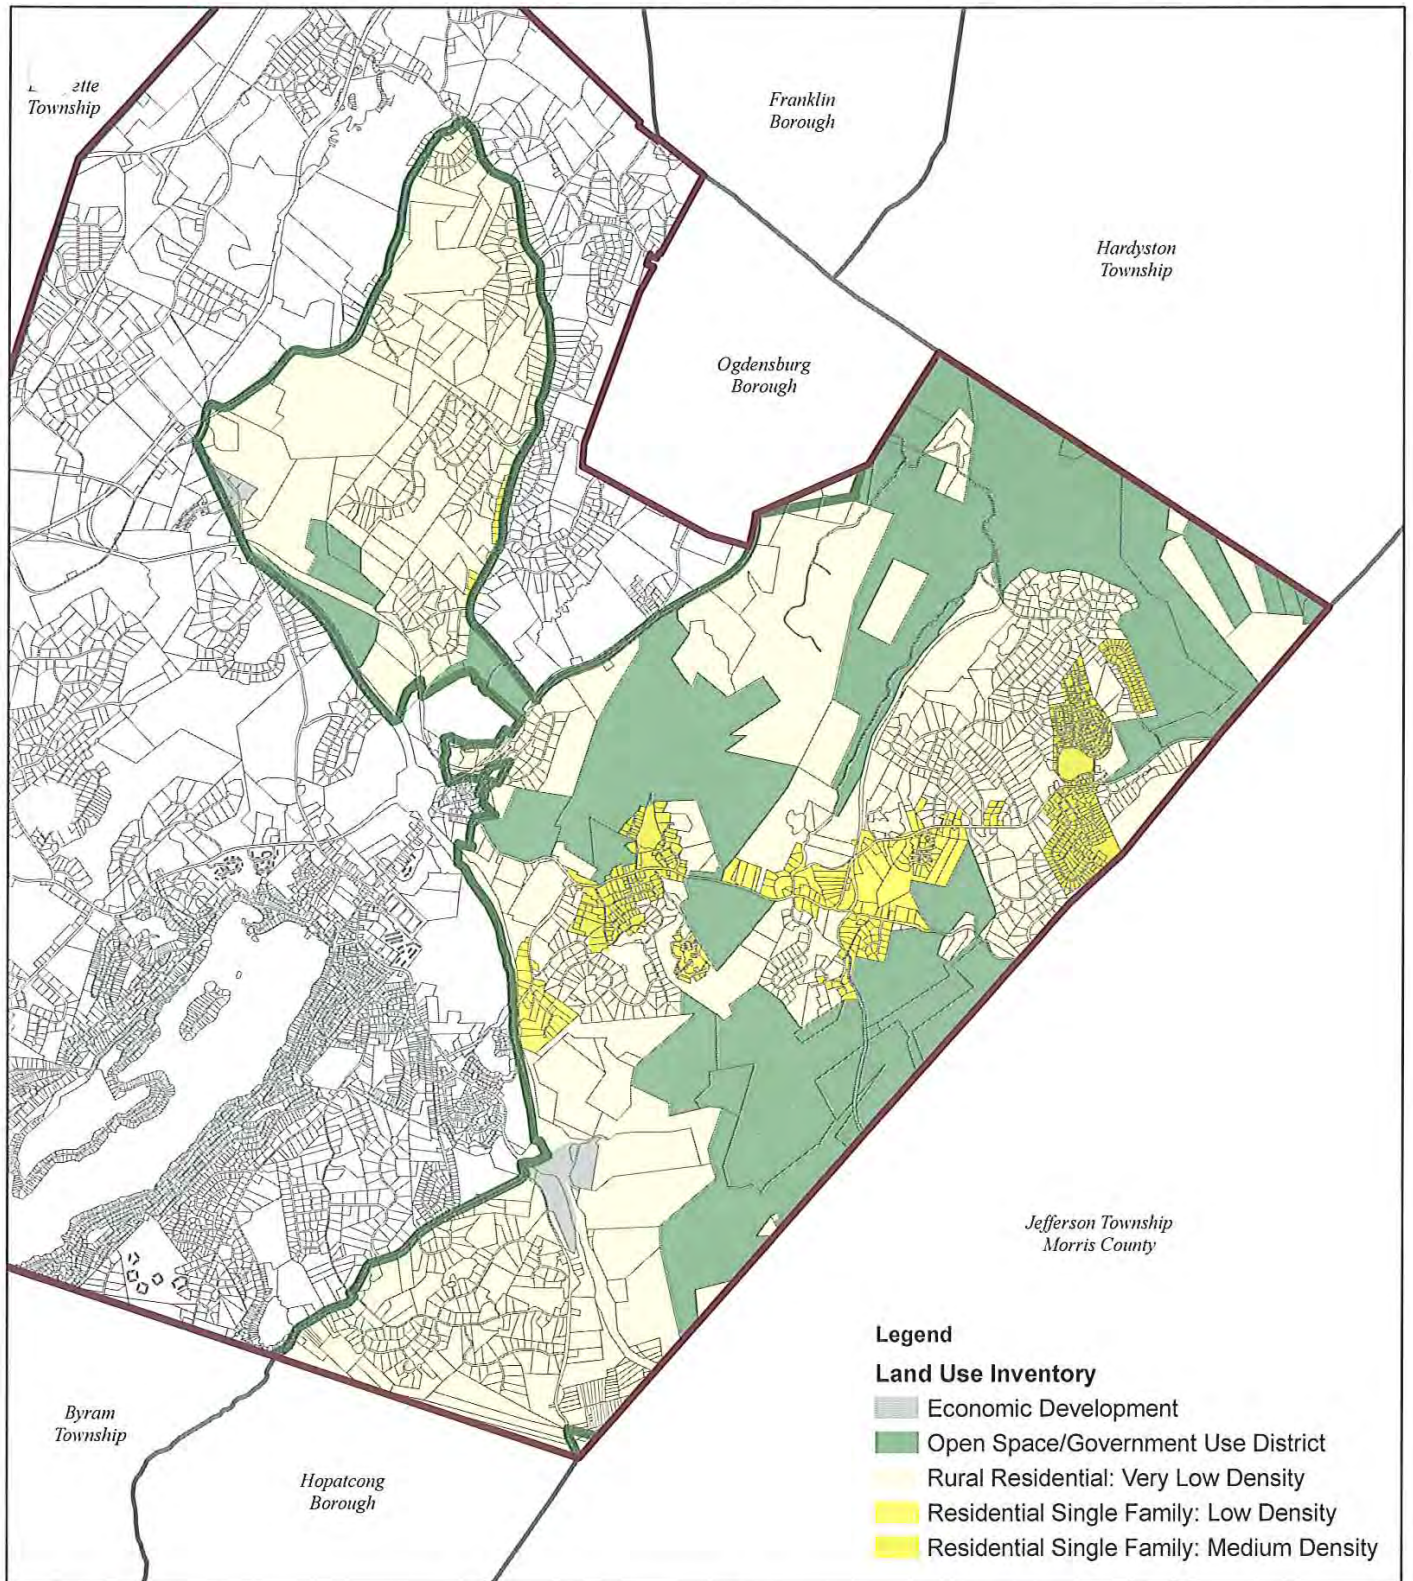 Township
Franklin
Borough
Hardyston
Township
Ogdensburg
Borough
Jefferson Township
Morris County
Byram
Township
Hopatcong
Borough
Legend
Land Use Inventory
Economic Development
Open Space/Government Use District
Rural Residential: Very Low Density
Residential Single Family: Low Density
Residential Single Family: Medium Density